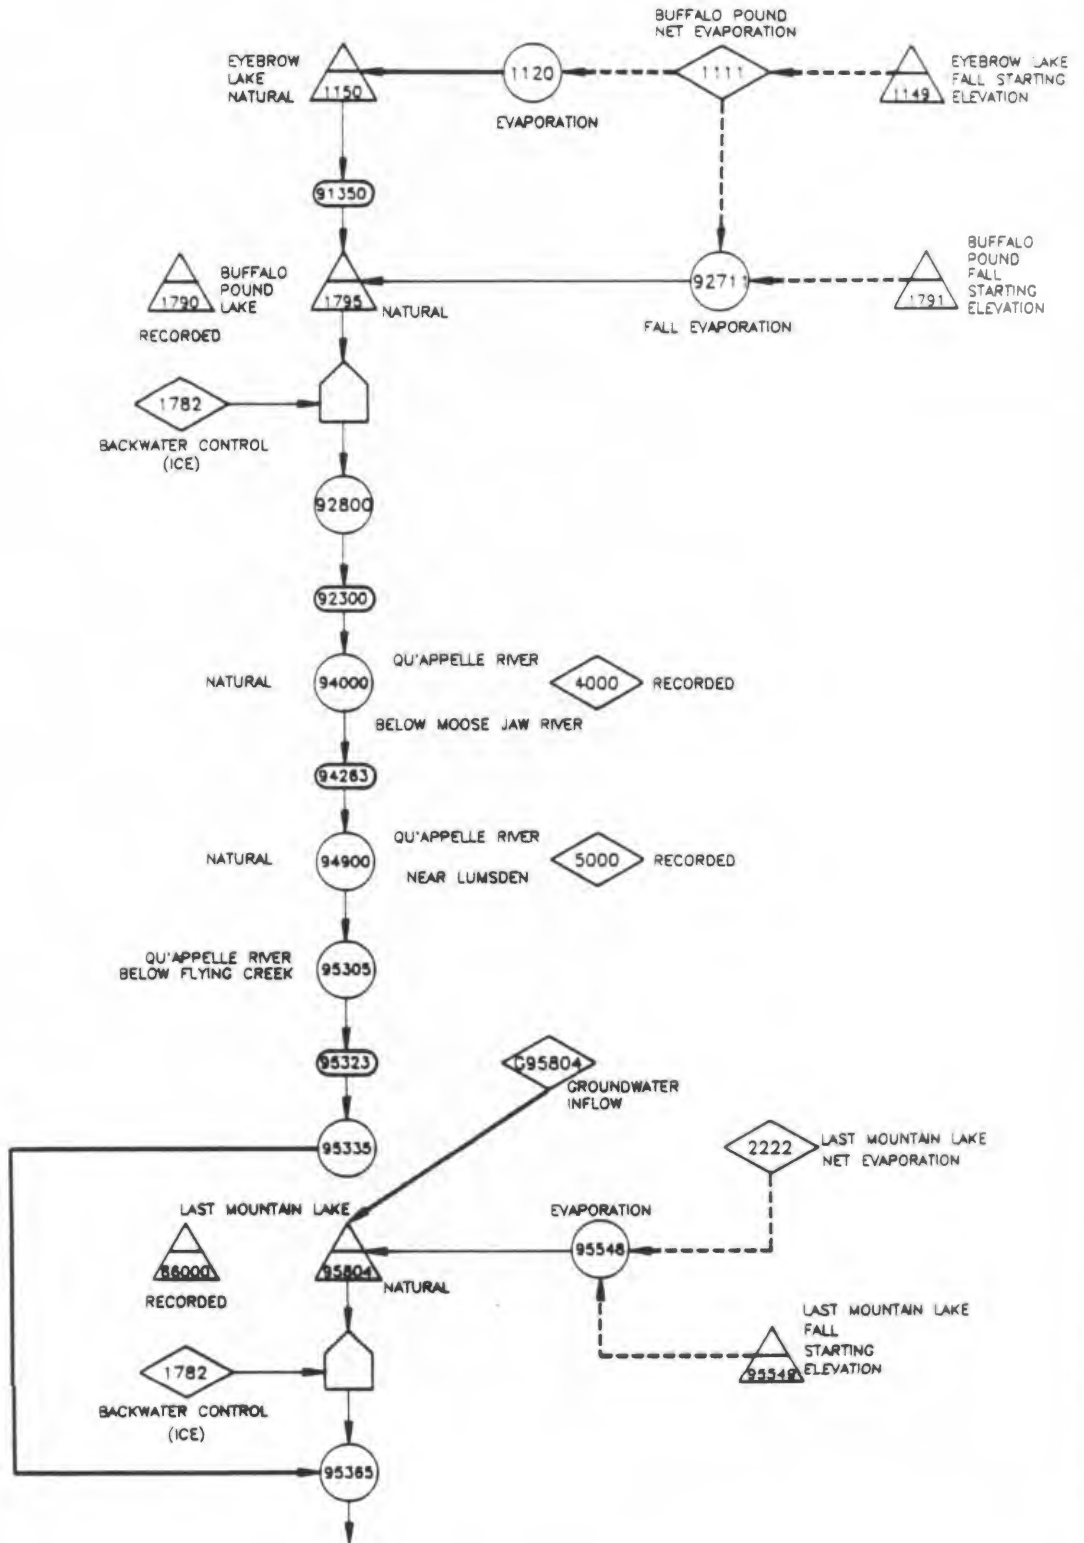 BUFFALO POUND
NET EVAPORATION
EYEBROW
LAKE
NATURAL
1150
1120
1111
1149
EYEBROW LAKE
FALL STARTING
ELEVATION
EVAPORATION
91350
1790
BUFFALO
POUND
LAKE
RECORDED
1795
NATURAL
92711
FALL EVAPORATION
1791
BUFFALO
POUND
FALL
STARTING
ELEVATION
1782
BACKWATER CONTROL
(ICE)
92800
92300
NATURAL
94000
QU'APPELLE RIVER
BELOW MOOSE JAW RIVER
4000
RECORDED
94283
NATURAL
94900
QU'APPELLE RIVER
NEAR LUMSDEN
5000
RECORDED
QU'APPELLE RIVER
BELOW FLYING CREEK
95305
95323
G95804
GROUNDWATER
INFLOW
95335
2222
LAST MOUNTAIN LAKE
NET EVAPORATION
LAST MOUNTAIN LAKE
86000
RECORDED
95804
NATURAL
EVAPORATION
95548
LAST MOUNTAIN LAKE
FALL
STARTING
ELEVATION
95549
1782
BACKWATER CONTROL
(ICE)
95365